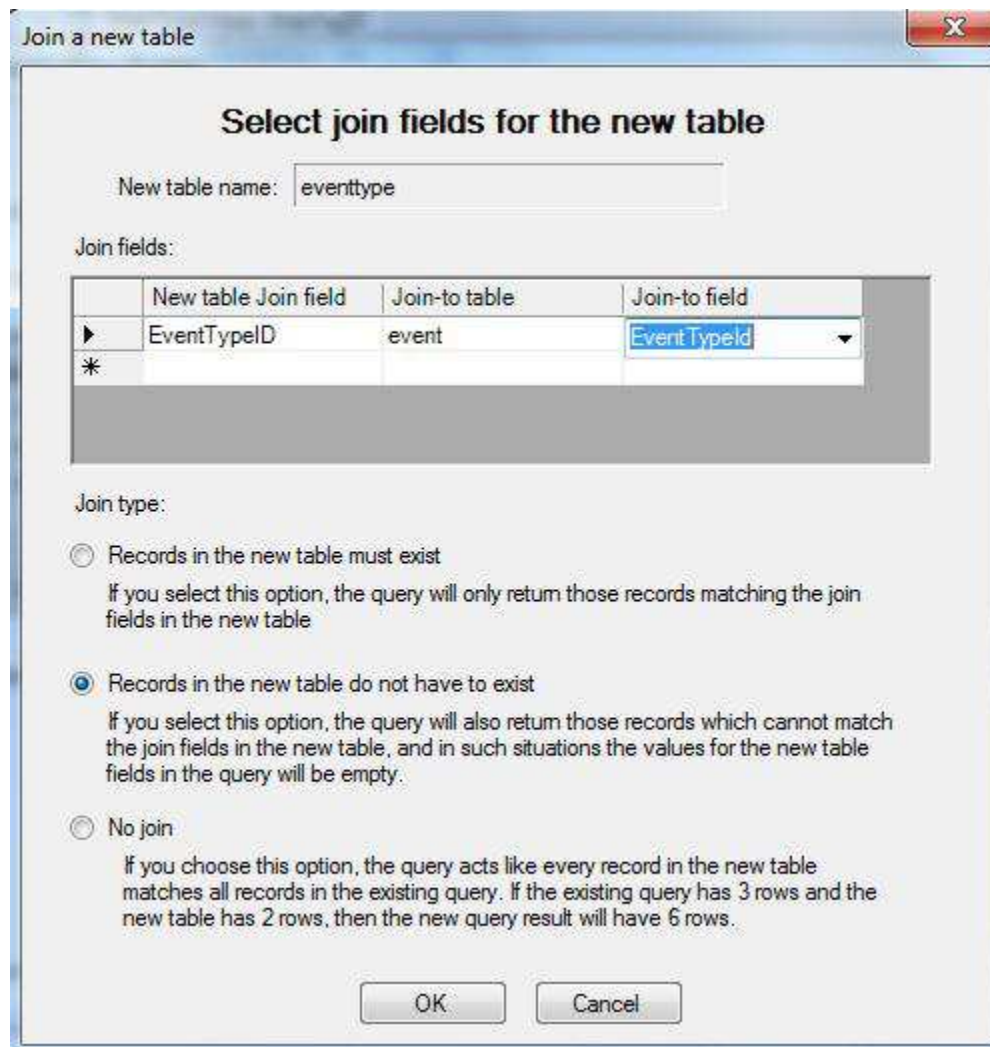 Join a new table
Select join fields for the new table
New table name: eventtype
Join fields:
New table Join field Join-to table Join-to field
EventTypeID event EventTypeId
Join type:
Records in the new table must exist
If you select this option, the query will only return those records matching the join
fields in the new table
Records in the new table do not have to exist
If you select this option, the query will also return those records which cannot match
the join fields in the new table, and in such situations the values for the new table
fields in the query will be empty.
No join
If you choose this option, the query acts like every record in the new table
matches all records in the existing query. If the existing query has 3 rows and the
new table has 2 rows, then the new query result will have 6 rows.
OK Cancel